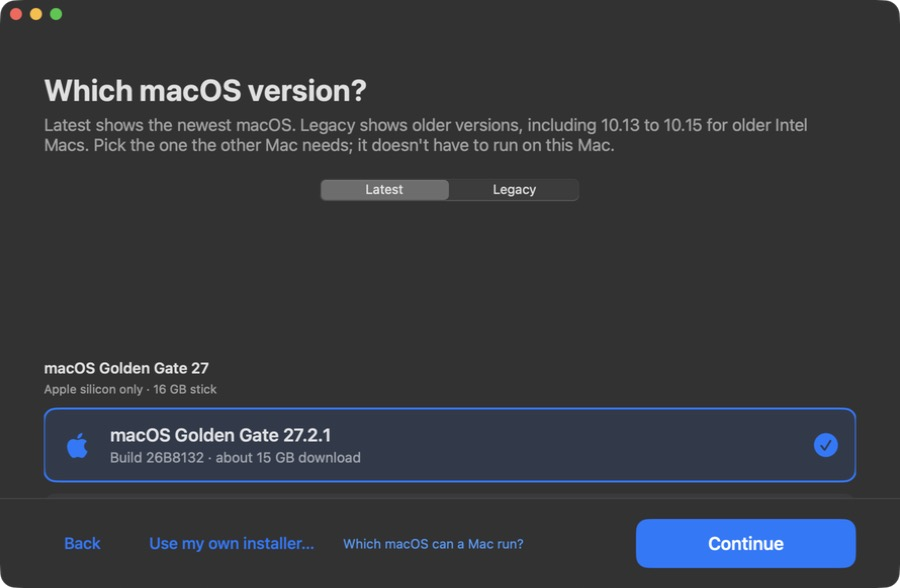 Which macOS version?
Latest shows the newest macOS. Legacy shows older versions, including 10.13 to 10.15 for older Intel
Macs. Pick the one the other Mac needs; it doesn't have to run on this Mac.
Latest
Legacy
macOS Golden Gate 27
Apple silicon only · 16 GB stick
macOS Golden Gate 27.2.1
Build 26B8132 · about 15 GB download
Back
Use my own installer...
Which macOS can a Mac run?
Continue